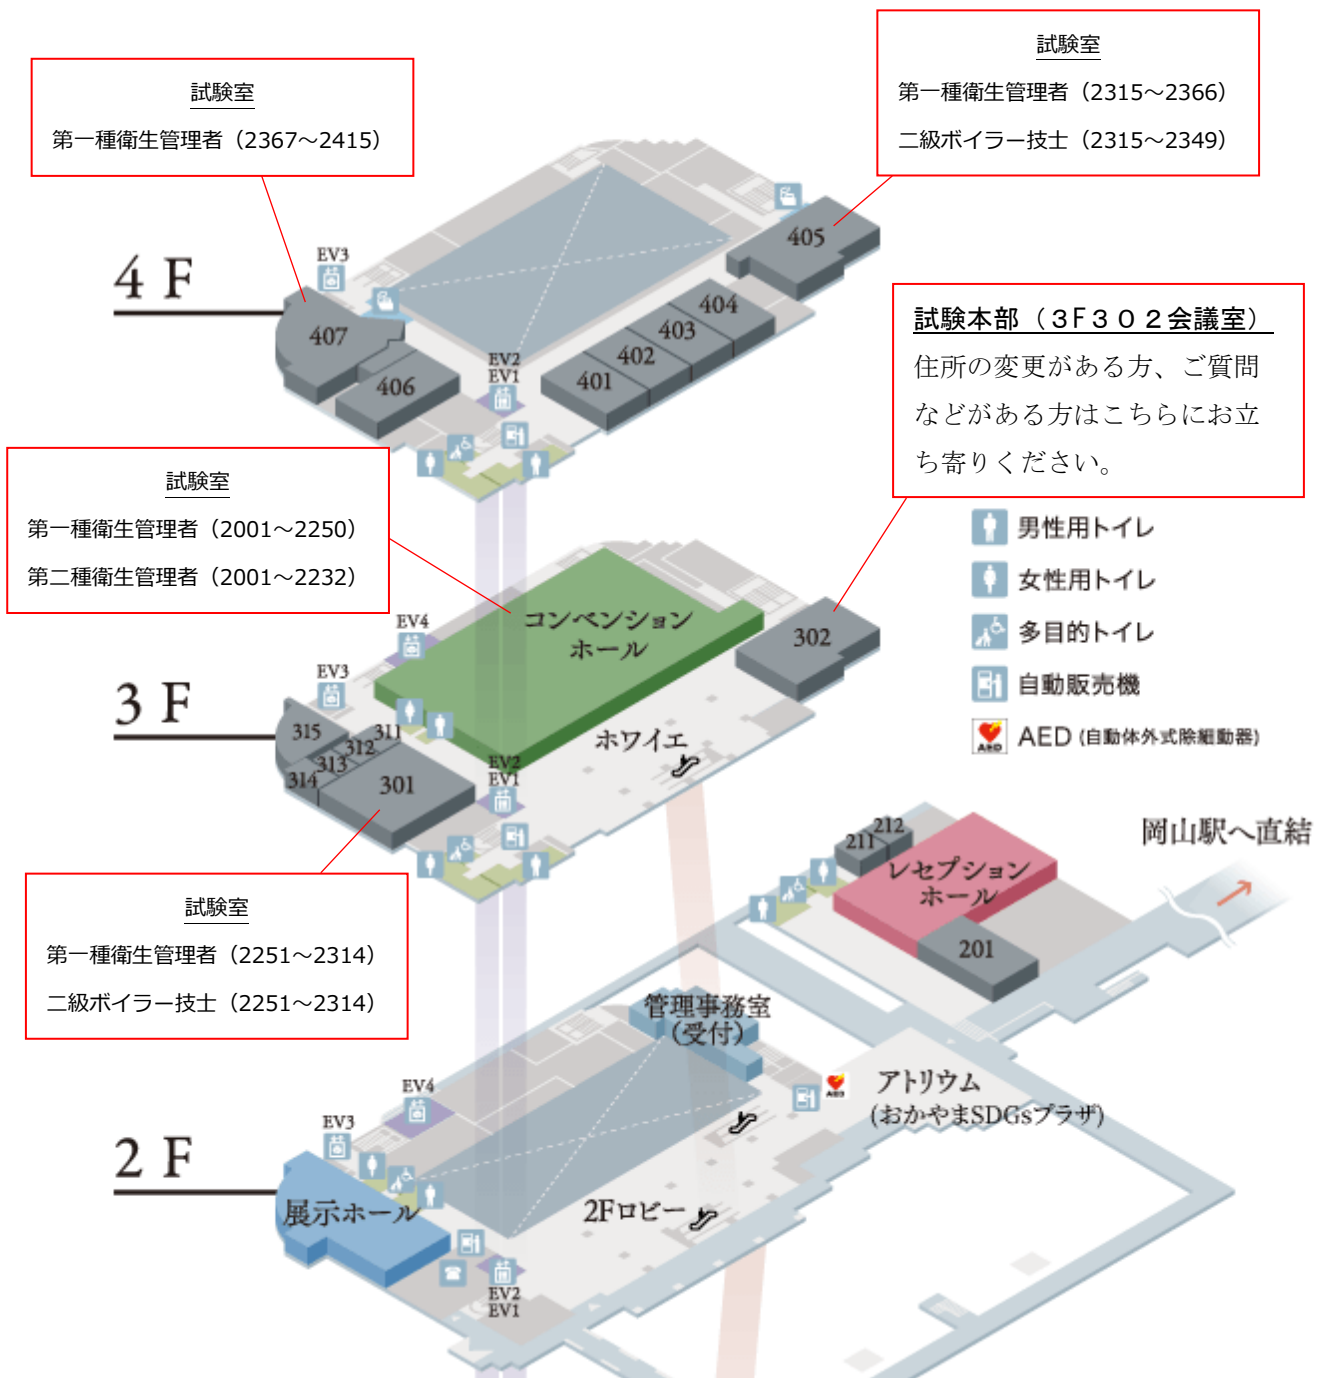 試験室
第一種衛生管理者（2367～2415）
試験室
第一種衛生管理者（2315～2366）
二級ボイラー技士（2315～2349）
4 F
EV3
407
406
EV2
EV1
401
402
403
404
405
試験本部（３F３０２会議室）
住所の変更がある方、ご質問
などがある方はこちらにお立
ち寄りください。
試験室
第一種衛生管理者（2001～2250）
第二種衛生管理者（2001～2232）
男性用トイレ
女性用トイレ
多目的トイレ
自動販売機
AED AED (自動体外式除細動器)
3 F
EV4
EV3
コンベンション
ホール
302
315
311
312
313
314
301
ホワイエ
EV2
EV1
試験室
第一種衛生管理者（2251～2314）
二級ボイラー技士（2251～2314）
岡山駅へ直結
212
211
レセプション
ホール
201
管理事務室
(受付)
AED
アトリウム
(おかやまSDGsプラザ)
2 F
EV4
EV3
展示ホール
2Fロビー
EV2
EV1